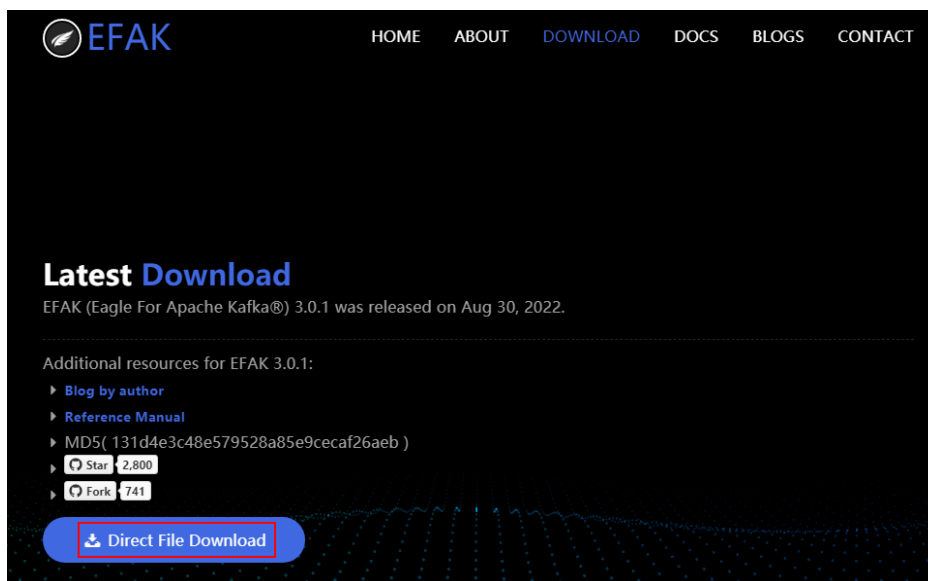 EFAK HOME ABOUT DOWNLOAD DOCS BLOGS CONTACT
Latest Download
EFAK (Eagle For Apache Kafka®) 3.0.1 was released on Aug 30, 2022.
Additional resources for EFAK 3.0.1:
Blog by author
Reference Manual
MD5( 131d4e3c48e579528a85e9cecaf26aeb )
Star 2,800
Fork 741
Direct File Download